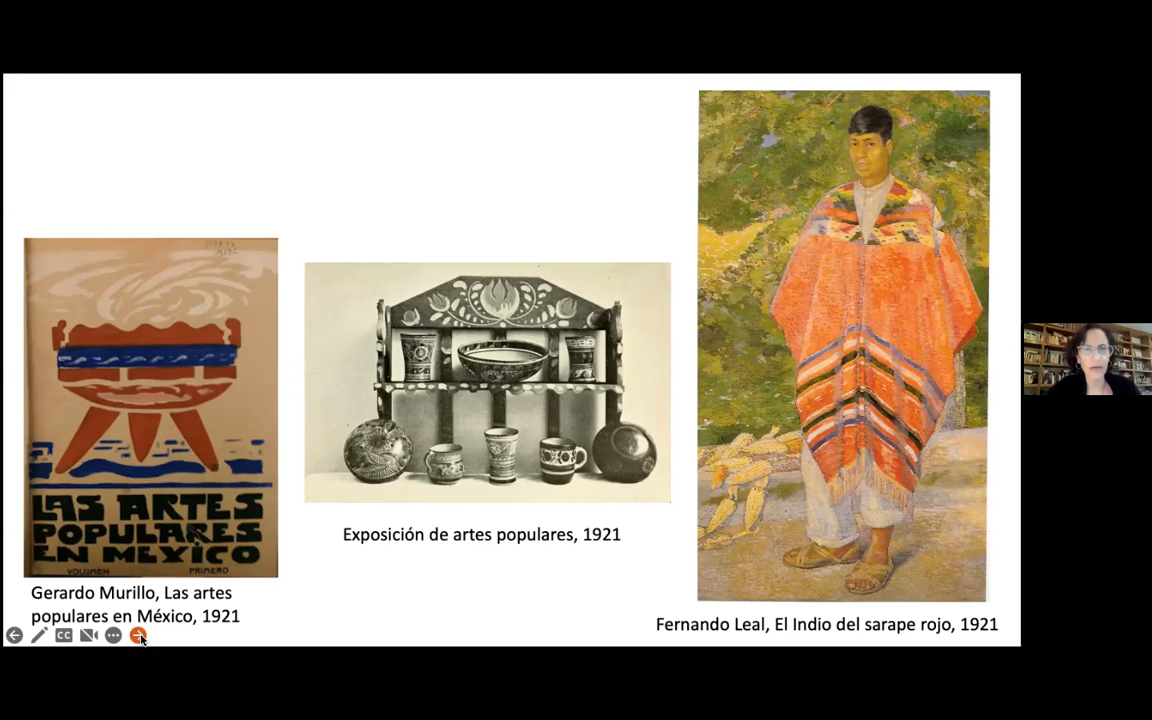 LAS ARTES
POPULARES
EN MEXICO
VOLUMEN PRIMERO
Gerardo Murillo, Las artes
populares en México, 1921
Exposición de artes populares, 1921
Fernando Leal, El Indio del sarape rojo, 1921
CC